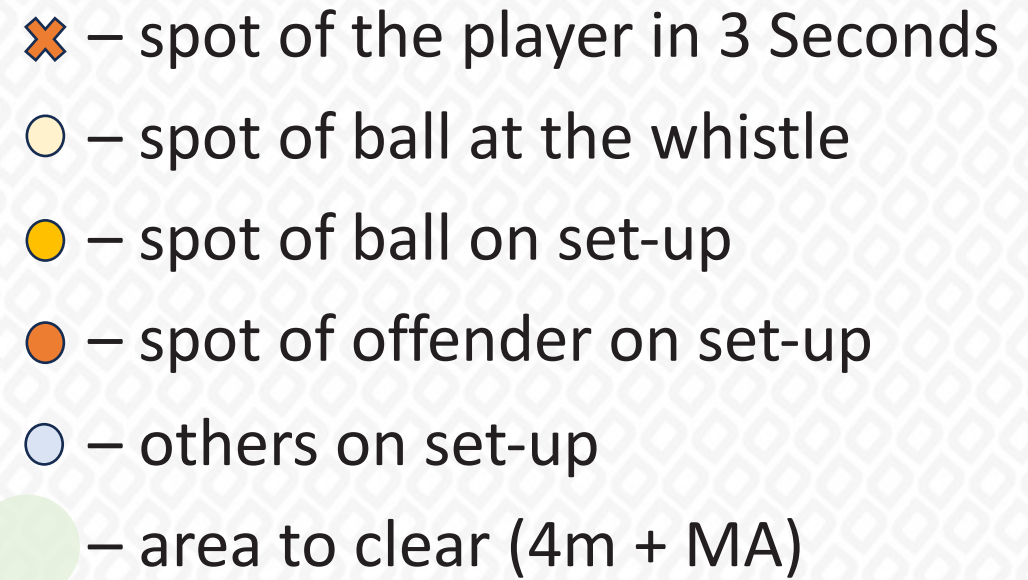 – spot of the player in 3 Seconds
– spot of ball at the whistle
– spot of ball on set-up
– spot of offender on set-up
– others on set-up
– area to clear (4m + MA)